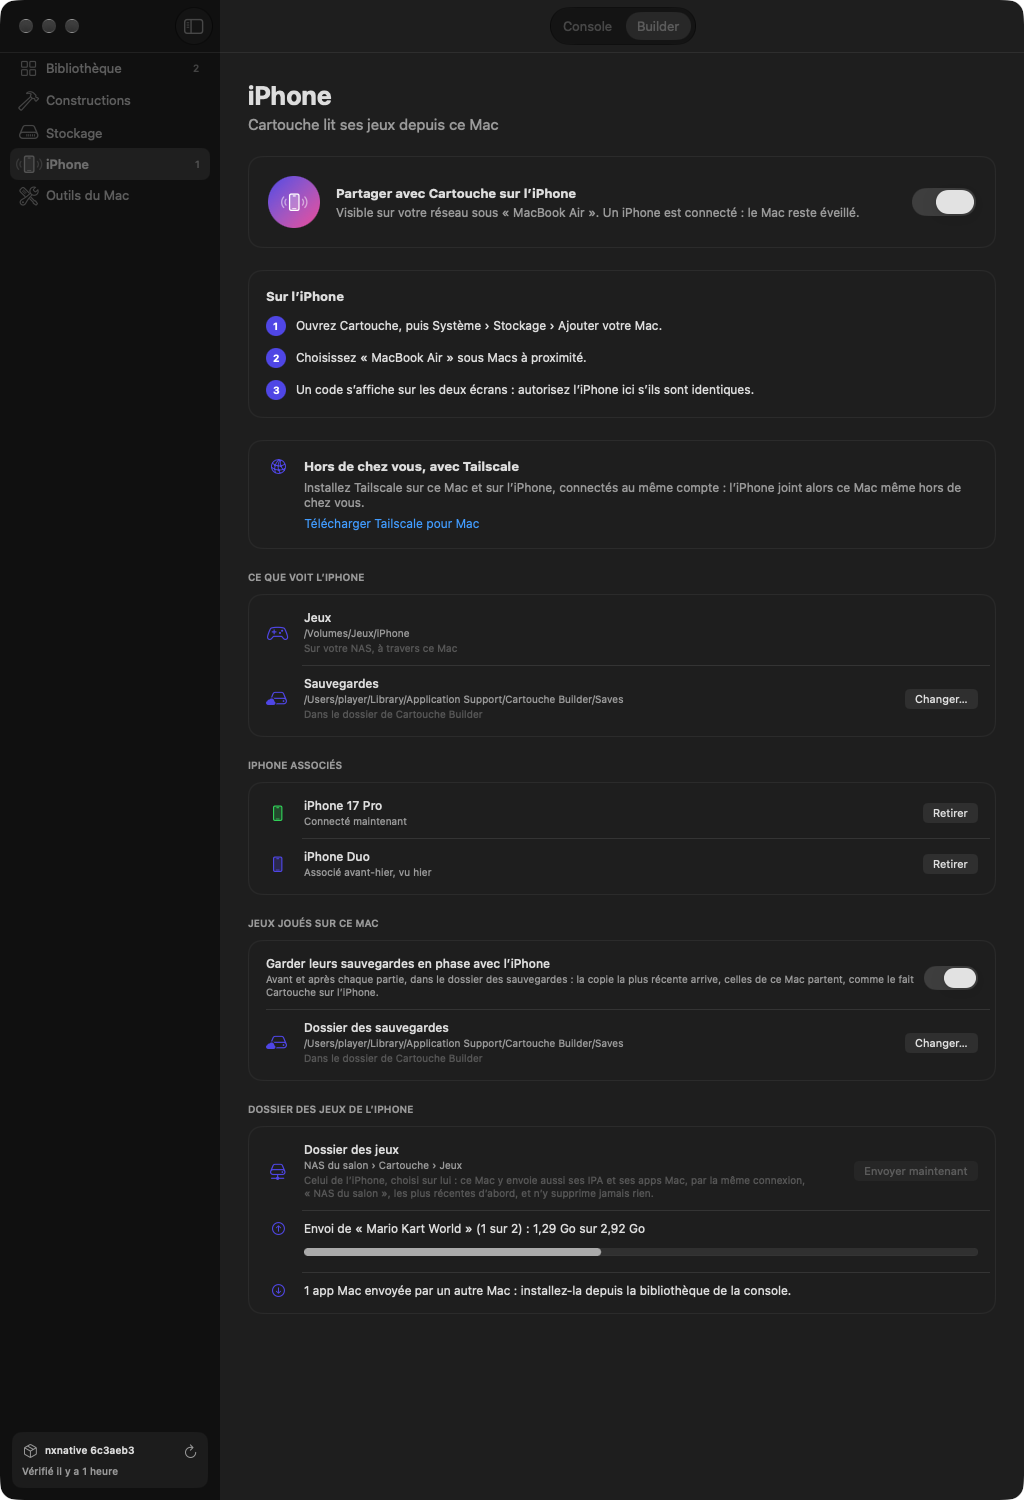 Console
Builder
Bibliothèque
2
Constructions
Stockage
iPhone
1
Outils du Mac
iPhone
Cartouche lit ses jeux depuis ce Mac
Partager avec Cartouche sur l’iPhone
Visible sur votre réseau sous « MacBook Air ». Un iPhone est connecté : le Mac reste éveillé.
Sur l’iPhone
1 Ouvrez Cartouche, puis Système › Stockage › Ajouter votre Mac.
2 Choisissez « MacBook Air » sous Macs à proximité.
3 Un code s’affiche sur les deux écrans : autorisez l’iPhone ici s’ils sont identiques.
Hors de chez vous, avec Tailscale
Installez Tailscale sur ce Mac et sur l’iPhone, connectés au même compte : l’iPhone joint alors ce Mac même hors de
chez vous.
Télécharger Tailscale pour Mac
CE QUE VOIT L’IPHONE
Jeux
/Volumes/Jeux/iPhone
Sur votre NAS, à travers ce Mac
Sauvegardes
/Users/player/Library/Application Support/Cartouche Builder/Saves
Dans le dossier de Cartouche Builder
Changer...
IPHONE ASSOCIÉS
iPhone 17 Pro
Connecté maintenant
Retirer
iPhone Duo
Associé avant-hier, vu hier
Retirer
JEUX JOUÉS SUR CE MAC
Garder leurs sauvegardes en phase avec l’iPhone
Avant et après chaque partie, dans le dossier des sauvegardes : la copie la plus récente arrive, celles de ce Mac partent, comme le fait
Cartouche sur l’iPhone.
Dossier des sauvegardes
/Users/player/Library/Application Support/Cartouche Builder/Saves
Dans le dossier de Cartouche Builder
Changer...
DOSSIER DES JEUX DE L’IPHONE
Dossier des jeux
NAS du salon › Cartouche › Jeux
Celui de l’iPhone, choisi sur lui : ce Mac y envoie aussi ses IPA et ses apps Mac, par la même connexion,
« NAS du salon », les plus récentes d’abord, et n’y supprime jamais rien.
Envoyer maintenant
Envoi de « Mario Kart World » (1 sur 2) : 1,29 Go sur 2,92 Go
1 app Mac envoyée par un autre Mac : installez-la depuis la bibliothèque de la console.
nxnative 6c3aeb3
Vérifié il y a 1 heure